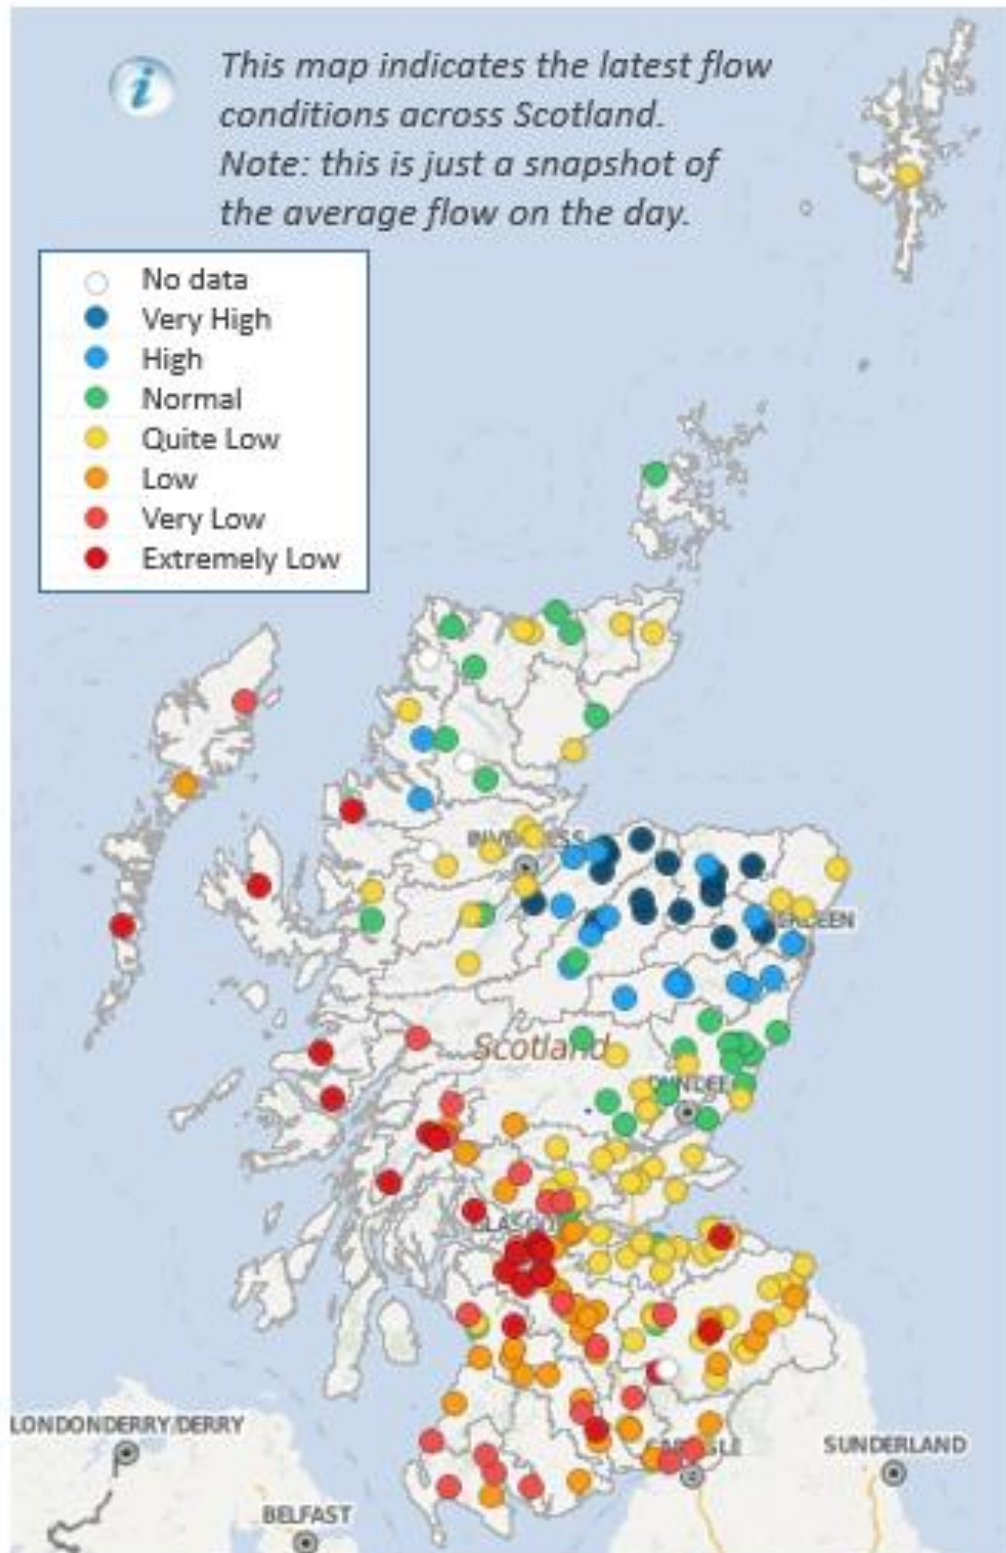 i
This map indicates the latest flow
conditions across Scotland.
Note: this is just a snapshot of
the average flow on the day.
No data
Very High
High
Normal
Quite Low
Low
Very Low
Extremely Low
Scotland
LONDONDERRY/DERRY
SUNDERLAND
BELFAST